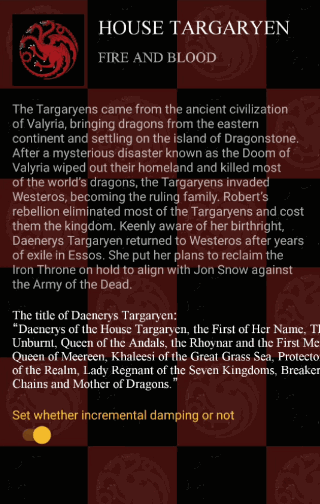 HOUSE TARGARYEN
FIRE AND BLOOD
The Targaryens came from the ancient civilization
of Valyria, bringing dragons from the eastern
continent and settling on the island of Dragonstone.
After a mysterious disaster known as the Doom of
Valyria wiped out their homeland and killed most
of the world's dragons, the Targaryens invaded
Westeros, becoming the ruling family. Robert's
rebellion eliminated most of the Targaryens and cost
them the kingdom. Keenly aware of her birthright,
Daenerys Targaryen returned to Westeros after years
of exile in Essos. She put her plans to reclaim the
Iron Throne on hold to align with Jon Snow against
the Army of the Dead.
The title of Daenerys Targaryen:
"Daenerys of the House Targaryen, the First of Her Name,
Unburnt, Queen of the Andals, the Rhoynar and the First
Queen of Meereen, Khaleesi of the Great Grass Sea,
of the Realm, Lady Regnant of the Seven Kingdoms, Breaker
Chains and Mother of Dragons."
Set whether incremental damping or not